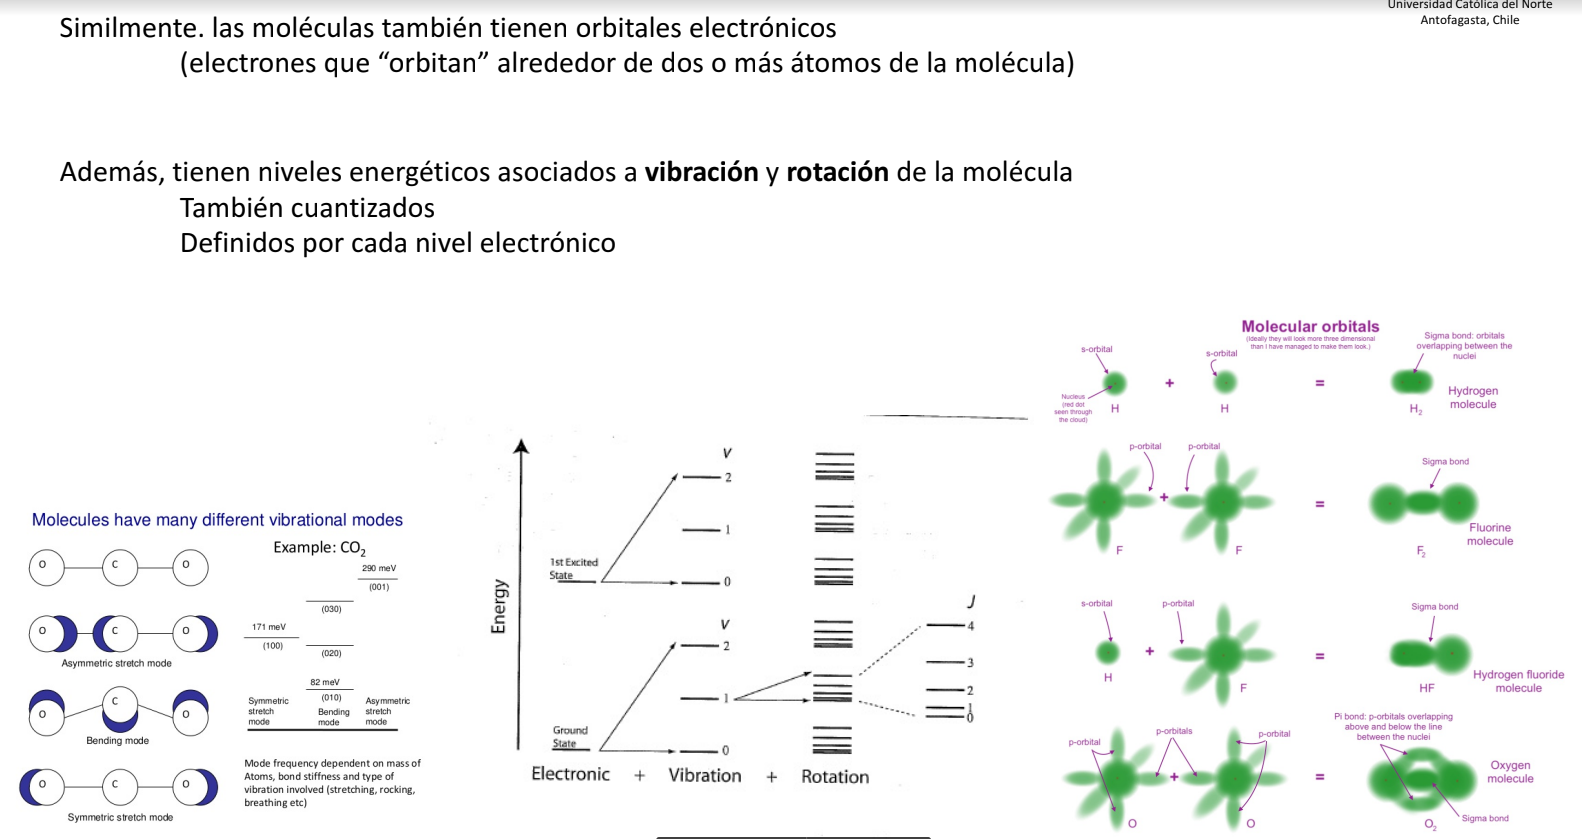 Universidad Católica del Norte
Antofagasta, Chile
Similmente. las moléculas también tienen orbitales electrónicos
(electrones que “orbitan” alrededor de dos o más átomos de la molécula)
Además, tienen niveles energéticos asociados a vibración y rotación de la molécula
También cuantizados
Definidos por cada nivel electrónico
Molecules have many different vibrational modes
Example: CO2
O C O
O C O
Asymmetric stretch mode
O C O
Bending mode
O C O
Symmetric stretch mode
290 meV
(001)
(030)
171 meV
(100)
(020)
82 meV
(010)
Symmetric
stretch
mode
Bending
mode
Asymmetric
stretch
mode
Mode frequency dependent on mass of
Atoms, bond stiffness and type of
vibration involved (stretching, rocking,
breathing etc)
Energy
V
2
1
0
1st Excited
State
V
2
1
0
Ground
State
J
4
3
2
1
0
Electronic + Vibration + Rotation
Molecular orbitals
(Ideally they will look more three dimensional
than I have managed to make them look.)
s-orbital
s-orbital
Sigma bond: orbitals
overlapping between the
nuclei
Nucleus
(red dot
seen through
the cloud)
+
=
H
H
H2
Hydrogen
molecule
p-orbital
p-orbital
Sigma bond
+
=
F
F
F2
Fluorine
molecule
s-orbital
p-orbital
Sigma bond
+
=
H
F
HF
Hydrogen fluoride
molecule
Pi bond: p-orbitals overlapping
above and below the line
between the nuclei
p-orbital
p-orbitals
p-orbital
+
=
O
O
O2
Oxygen
molecule
Sigma bond